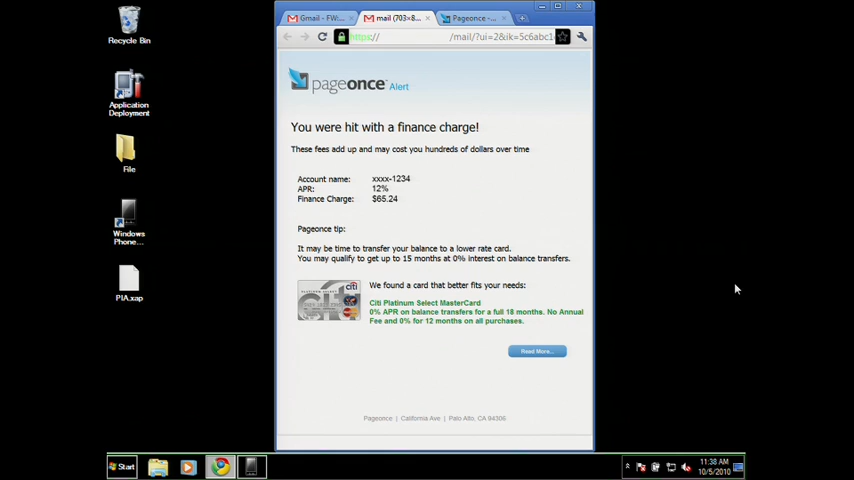 Recycle Bin
Application
Deployment
File
Windows
Phone...
PIA.xap
Gmail - FW:...
mail (703×8...
Pageonce -...
https:// /mail/?ui=2&ik=5c6abc1
pageonce Alert
You were hit with a finance charge!
These fees add up and may cost you hundreds of dollars over time
Account name: xxxx-1234
APR: 12%
Finance Charge: $65.24
Pageonce tip:
It may be time to transfer your balance to a lower rate card.
You may qualify to get up to 15 months at 0% interest on balance transfers.
We found a card that better fits your needs:
citi
Citi Platinum Select MasterCard
0% APR on balance transfers for a full 18 months. No Annual
Fee and 0% for 12 months on all purchases.
Read More...
Pageonce | California Ave | Palo Alto, CA 94306
Start
11:38 AM
10/5/2010